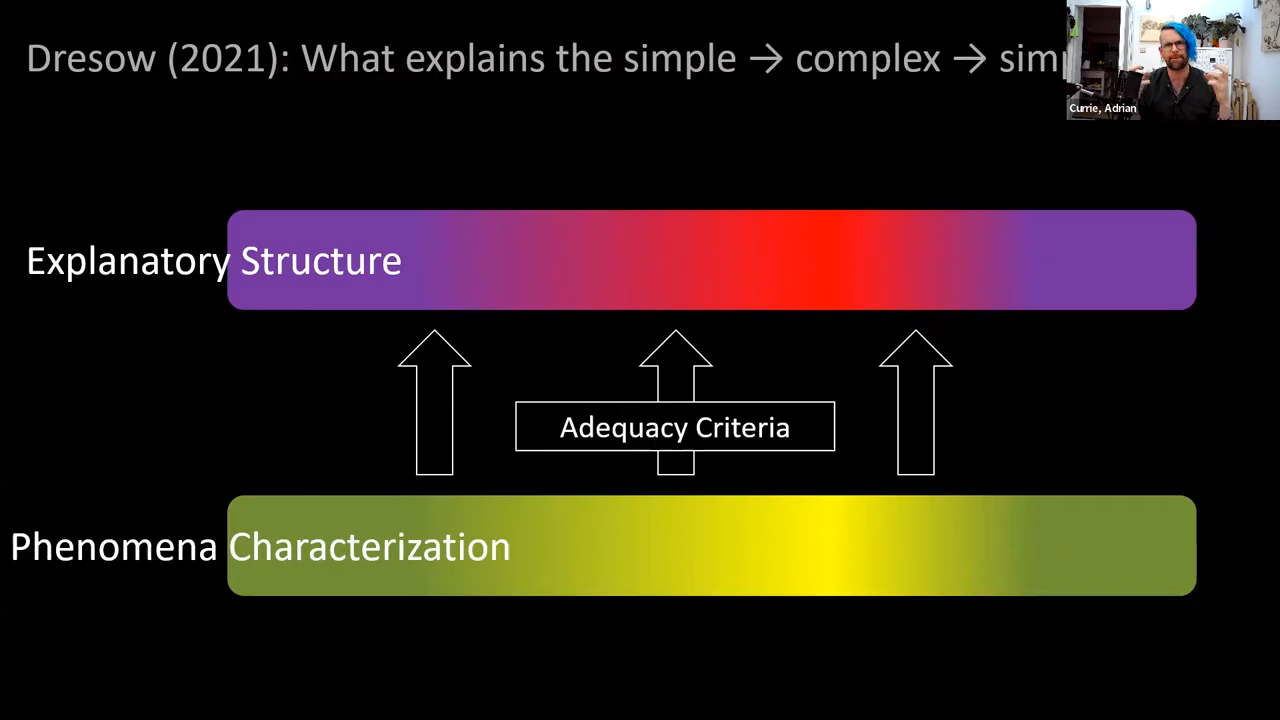 Dresow (2021): What explains the simple → complex → sim
Currie, Adrian
Explanatory Structure
Adequacy Criteria
Phenomena Characterization